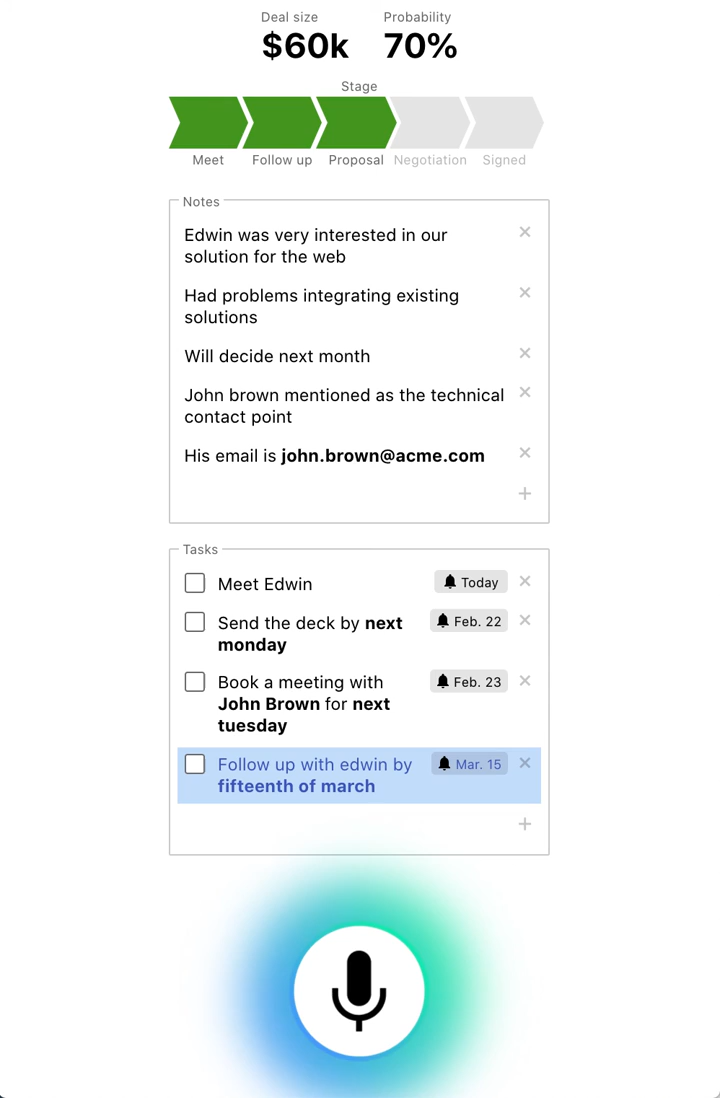 Deal size Probability
$60k 70%
Stage
Meet Follow up Proposal Negotiation Signed
Notes
Edwin was very interested in our
solution for the web
Had problems integrating existing
solutions
Will decide next month
John brown mentioned as the technical
contact point
His email is john.brown@acme.com
Tasks
Meet Edwin Today
Send the deck by next Feb. 22
monday
Book a meeting with Feb. 23
John Brown for next
tuesday
Follow up with edwin by Mar. 15
fifteenth of march